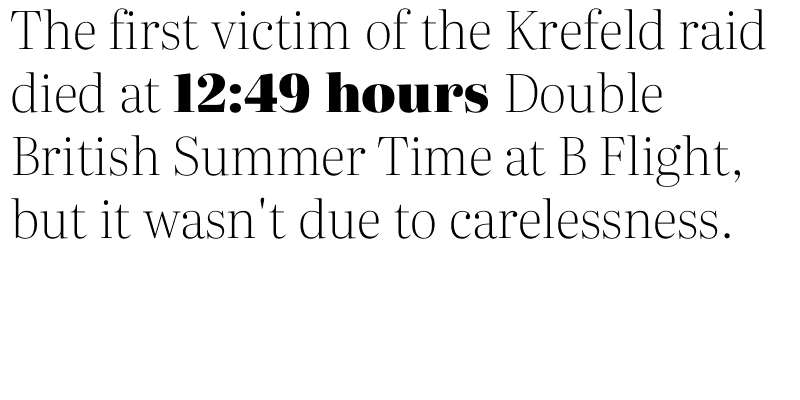 The first victim of the Krefeld raid
died at 12:49 hours Double
British Summer Time at B Flight,
but it wasn't due to carelessness.